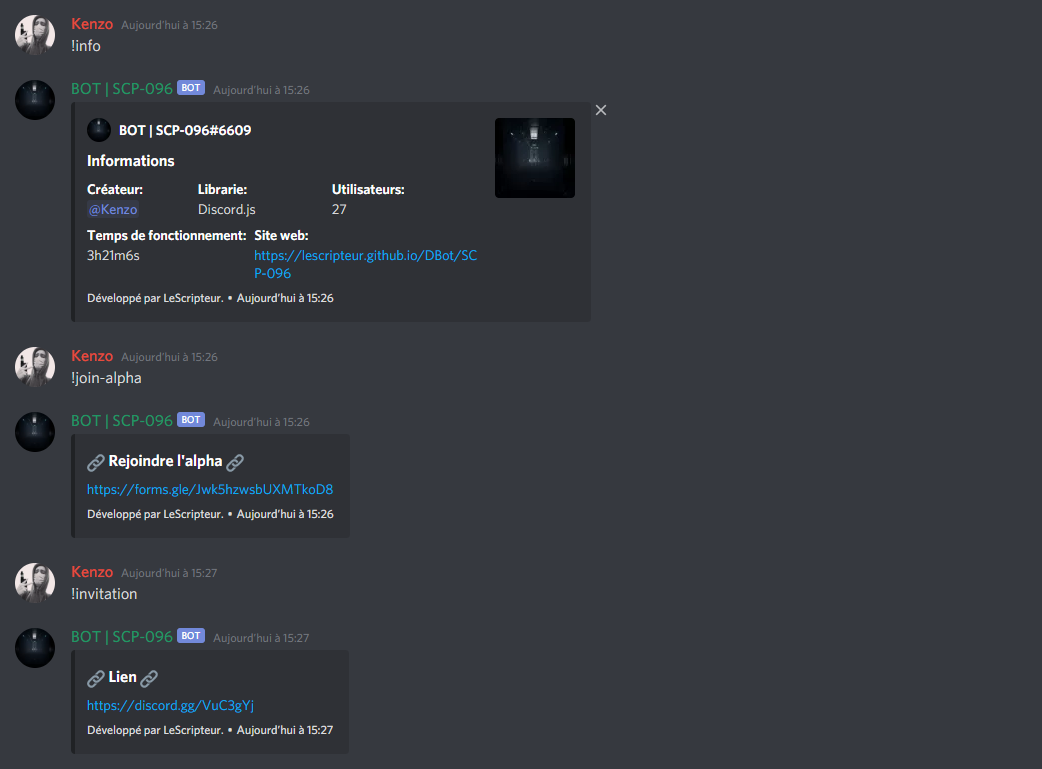 Kenzo Aujourd'hui à 15:26
!info
BOT | SCP-096 BOT Aujourd'hui à 15:26
BOT | SCP-096#6609
Informations
Créateur: Librarie: Utilisateurs:
@Kenzo Discord.js 27
Temps de fonctionnement: Site web:
3h21m6s https://lescripteur.github.io/DBot/SC
P-096
Développé par LeScripteur. • Aujourd'hui à 15:26
Kenzo Aujourd'hui à 15:26
!join-alpha
BOT | SCP-096 BOT Aujourd'hui à 15:26
Rejoindre l'alpha
https://forms.gle/Jwk5hzwsbUXMTkoD8
Développé par LeScripteur. • Aujourd'hui à 15:26
Kenzo Aujourd'hui à 15:27
!invitation
BOT | SCP-096 BOT Aujourd'hui à 15:27
Lien
https://discord.gg/VuC3gYj
Développé par LeScripteur. • Aujourd'hui à 15:27